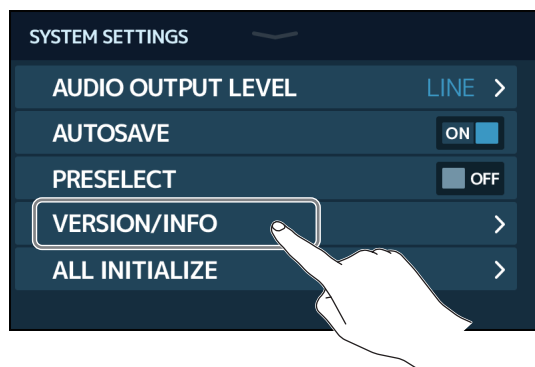 SYSTEM SETTINGS
AUDIO OUTPUT LEVEL LINE
AUTOSAVE ON
PRESELECT OFF
VERSION/INFO
ALL INITIALIZE